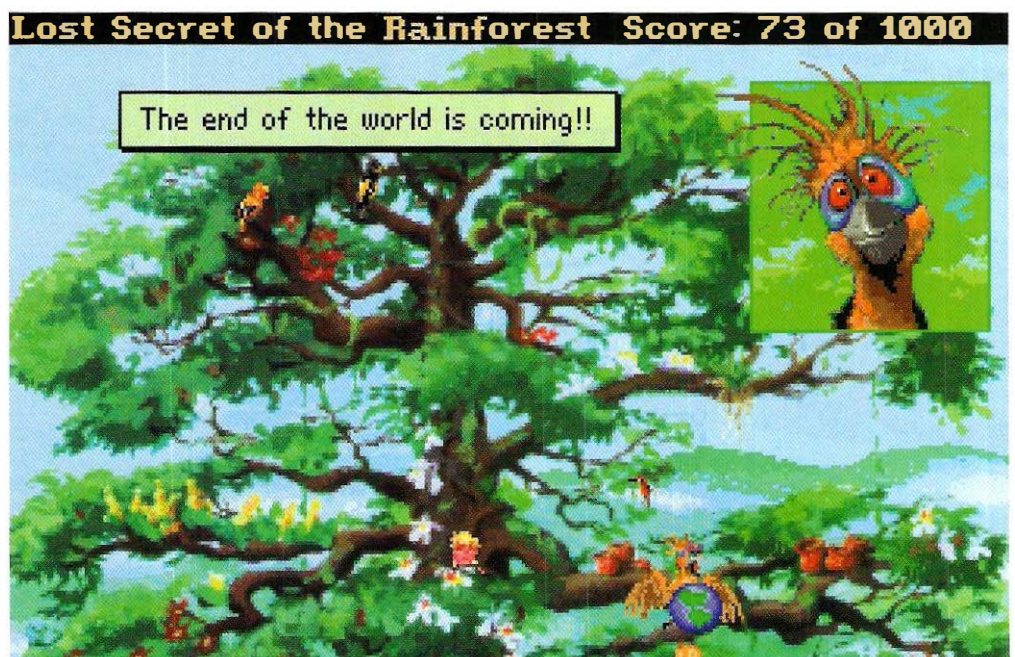 Lost Secret of the Rainforest Score: 73 of 1000
The end of the world is coming!!